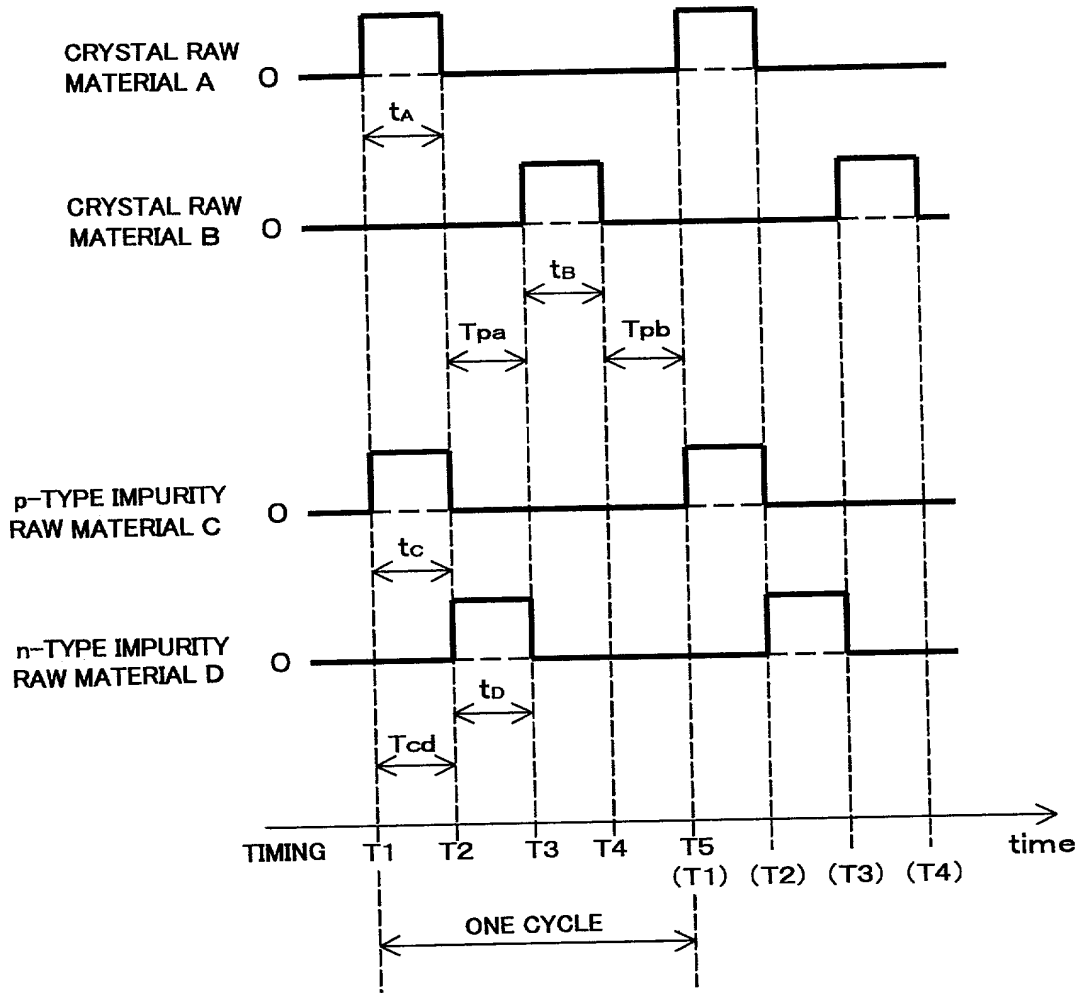 CRYSTAL RAW
MATERIAL A
O
tA
CRYSTAL RAW
MATERIAL B
O
tB
Tpa
Tpb
p-TYPE IMPURITY
RAW MATERIAL C
O
tC
n-TYPE IMPURITY
RAW MATERIAL D
O
tD
Tcd
TIMING T1 T2 T3 T4 T5 time
(T1) (T2) (T3) (T4)
ONE CYCLE